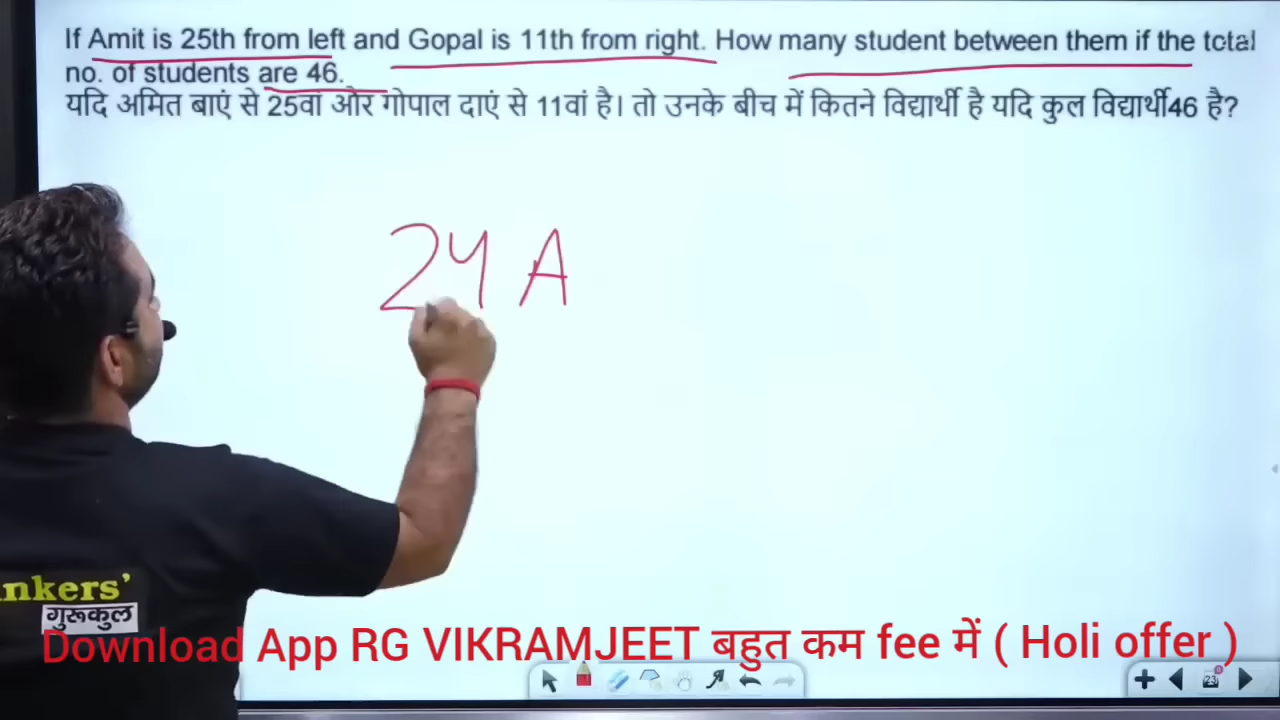 If Amit is 25th from left and Gopal is 11th from right. How many student between them if the total
no. of students are 46.
यदि अमित बाएं से 25वां और गोपाल दाएं से 11वां है। तो उनके बीच में कितने विद्यार्थी है यदि कुल विद्यार्थी46 है?
24 A
nkers'
गुरूकुल
Download App RG VIKRAMJEET बहुत कम fee में ( Holi offer )
23